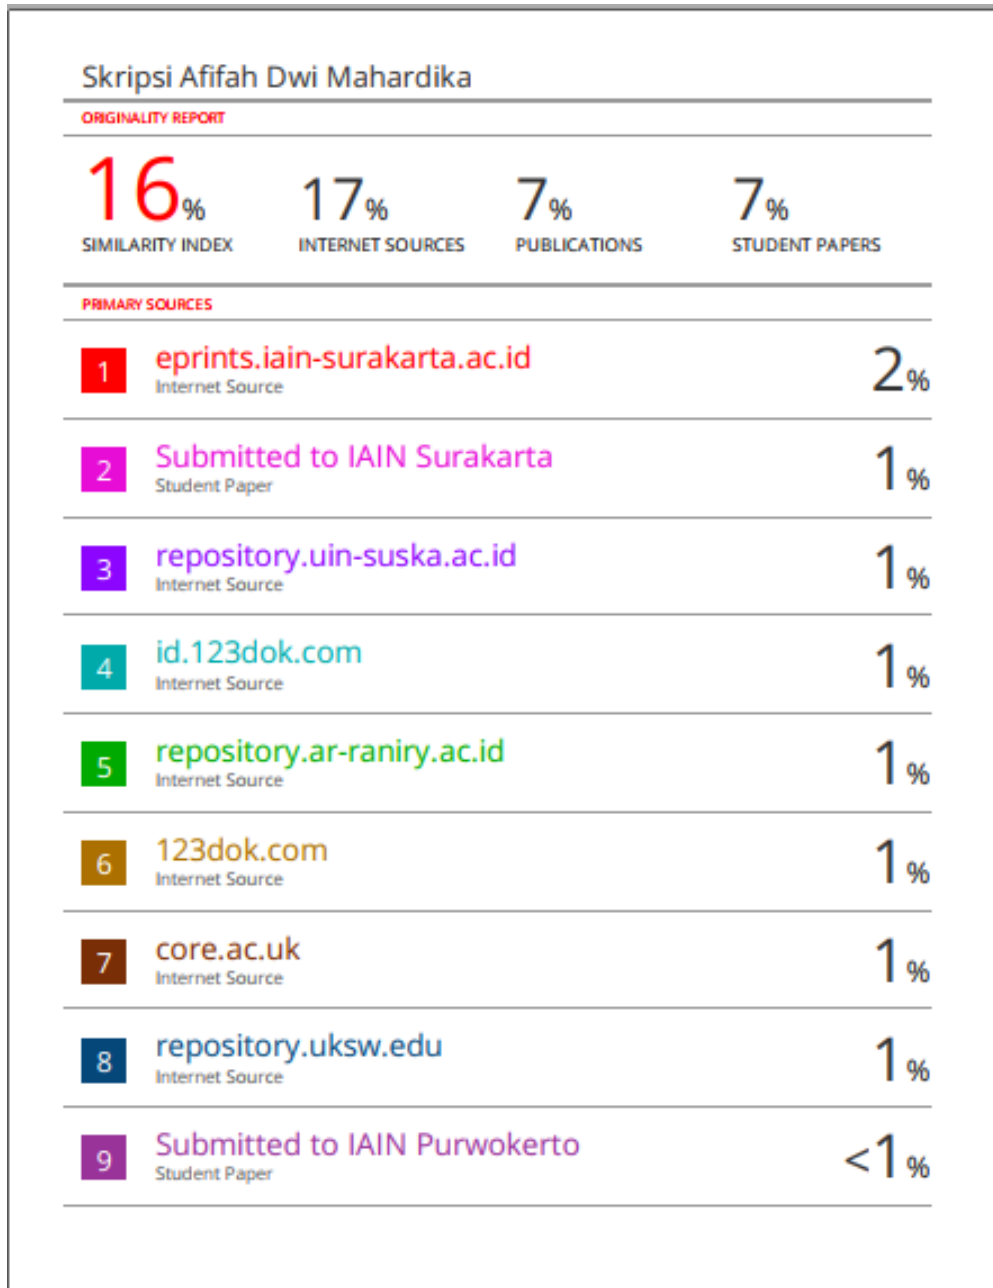 Skripsi Afifah Dwi Mahardika
ORIGINALITY REPORT
16% 17% 7% 7%
SIMILARITY INDEX INTERNET SOURCES PUBLICATIONS STUDENT PAPERS
PRIMARY SOURCES
1 eprints.iain-surakarta.ac.id 2%
Internet Source
2 Submitted to IAIN Surakarta 1%
Student Paper
3 repository.uin-suska.ac.id 1%
Internet Source
4 id.123dok.com 1%
Internet Source
5 repository.ar-raniry.ac.id 1%
Internet Source
6 123dok.com 1%
Internet Source
7 core.ac.uk 1%
Internet Source
8 repository.uksw.edu 1%
Internet Source
9 Submitted to IAIN Purwokerto <1%
Student Paper